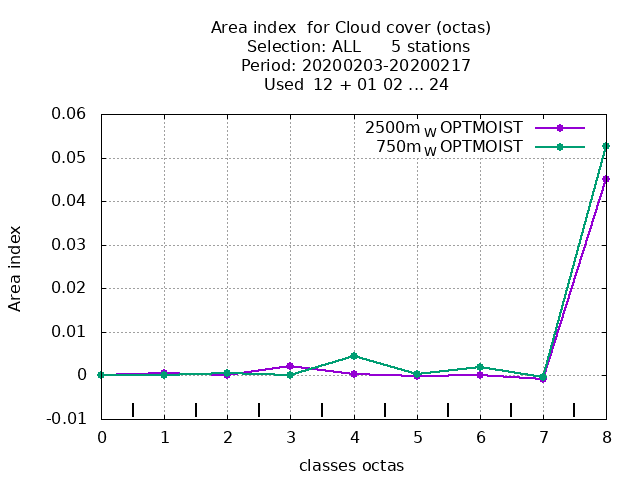 Area index  for Cloud cover (octas)
Selection: ALL      5 stations
Period: 20200203-20200217
Used  12 + 01 02 ... 24
2500m_W OPTMOIST
750m_W OPTMOIST
0.06
0.05
0.04
0.03
0.02
0.01
0
-0.01
Area index
0 1 2 3 4 5 6 7 8
classes octas